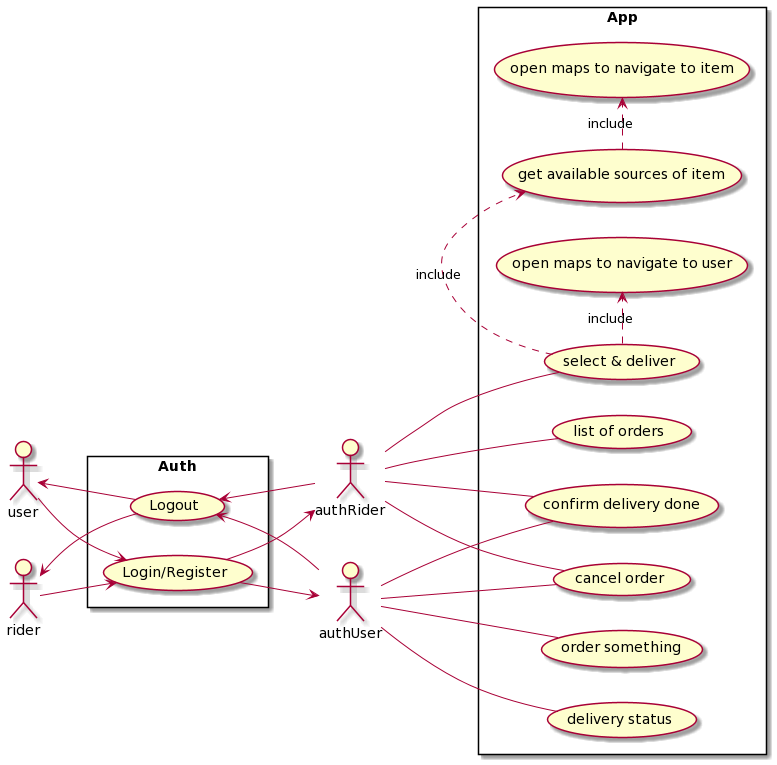 App
open maps to navigate to item
include
get available sources of item
include
open maps to navigate to user
include
select & deliver
list of orders
Auth
Logout
user
authRider
confirm delivery done
Login/Register
cancel order
rider
authUser
order something
delivery status